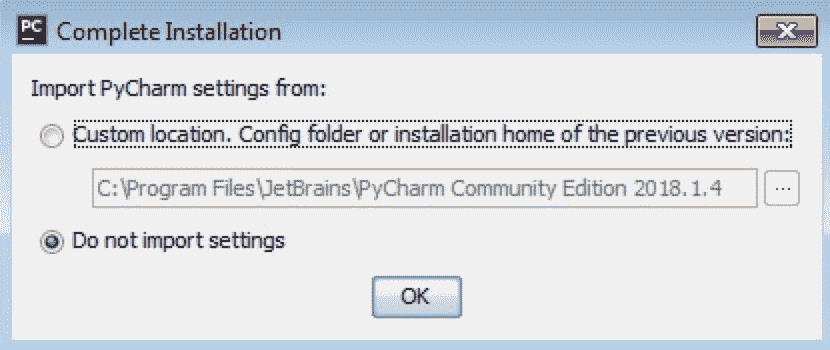 PC Complete Installation
Import PyCharm settings from:
Custom location. Config folder or installation home of the previous version:
C:\Program Files\JetBrains\PyCharm Community Edition 2018.1.4 ...
Do not import settings
OK